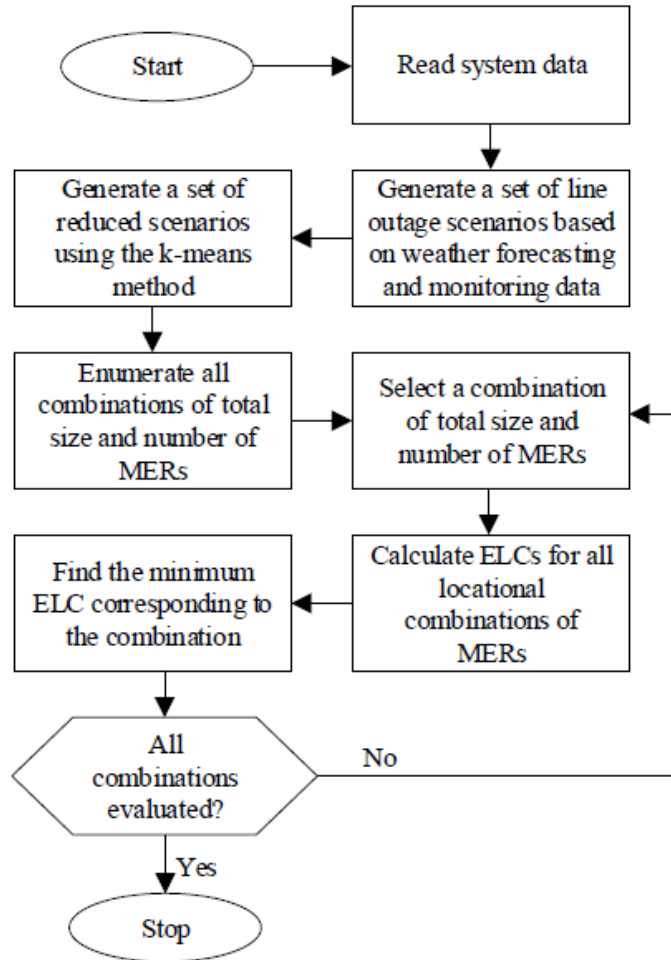 Start
Read system data
Generate a set of line
outage scenarios based
on weather forecasting
and monitoring data
Generate a set of
reduced scenarios
using the k-means
method
Enumerate all
combinations of total
size and number of
MERs
Select a combination
of total size and
number of MERs
Calculate ELCs for all
locational
combinations of
MERs
Find the minimum
ELC corresponding to
the combination
All
combinations
evaluated?
No
Yes
Stop